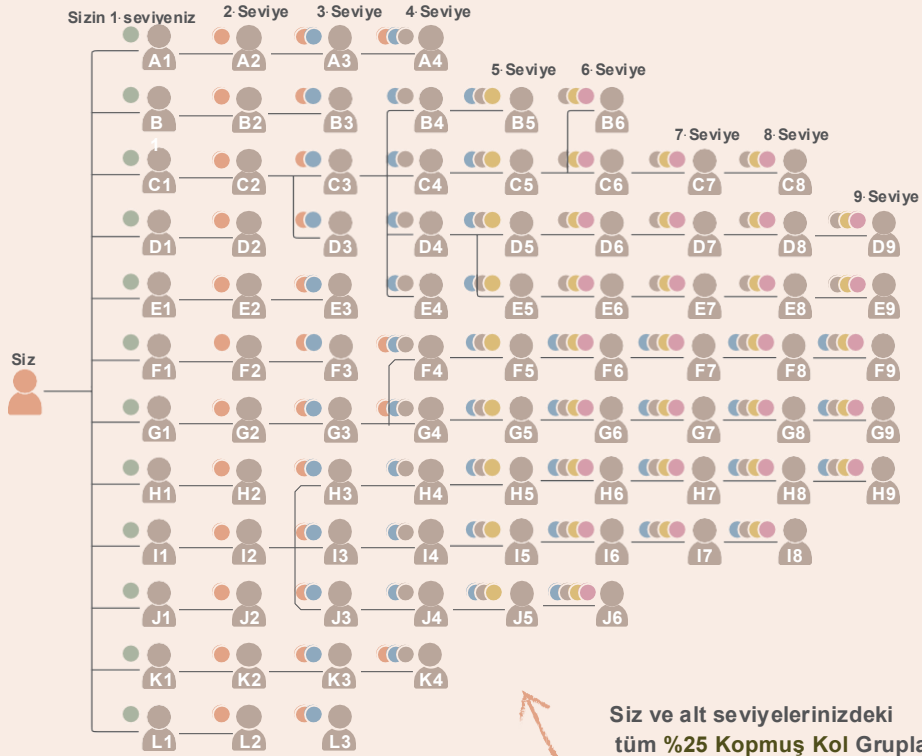 Sizin 1. seviyeniz
2. Seviye
3. Seviye
4. Seviye
A1 A2 A3 A4
5. Seviye
6. Seviye
B
1
B2 B3 B4 B5 B6
7. Seviye
8. Seviye
C1 C2 C3 C4 C5 C6 C7 C8
9. Seviye
D1 D2 D3 D4 D5 D6 D7 D8 D9
E1 E2 E3 E4 E5 E6 E7 E8 E9
Siz
F1 F2 F3 F4 F5 F6 F7 F8 F9
G1 G2 G3 G4 G5 G6 G7 G8 G9
H1 H2 H3 H4 H5 H6 H7 H8 H9
I1 I2 I3 I4 I5 I6 I7 I8
J1 J2 J3 J4 J5 J6
K1 K2 K3 K4
L1 L2 L3
Siz ve alt seviyelerinizdeki
tüm %25 Kopmuş Kol Grupla